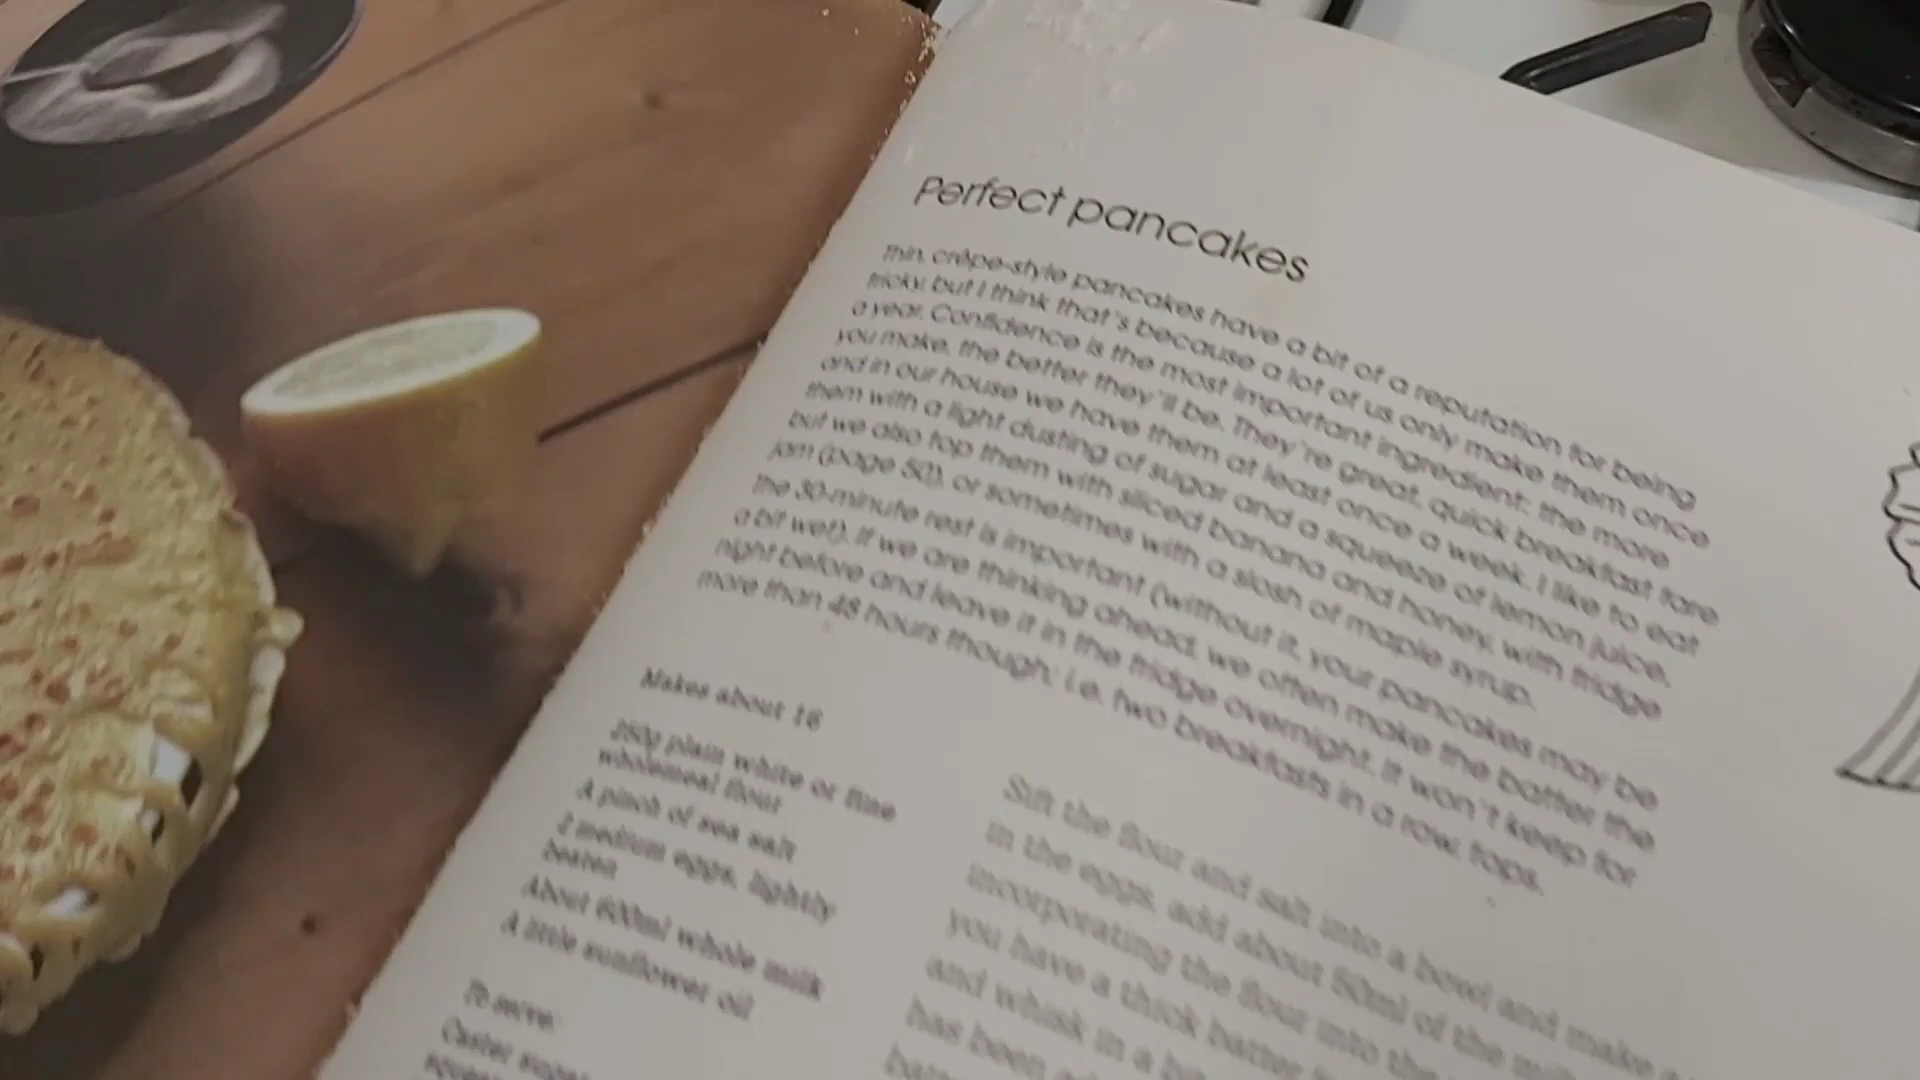 Perfect pancakes
Thin, crêpe-style pancakes have a bit of a reputation for being
tricky, but I think that's because a lot of us only make them once
a year. Confidence is the most important ingredient: the more
you make, the better they'll be. They're great, quick breakfast fare
and in our house we have them at least once a week. I like to eat
them with a light dusting of sugar and a squeeze of lemon juice,
but we also top them with sliced banana and honey, with fridge
jam (page 50), or sometimes with a slosh of maple syrup.
The 30-minute rest is important (without it, your pancakes may be
a bit wet). If we are thinking ahead, we often make the batter the
night before and leave it in the fridge overnight. It won't keep for
more than 48 hours though; i.e. two breakfasts in a row, tops.
Makes about 16
250g plain white or fine
wholemeal flour
A pinch of sea salt
2 medium eggs, lightly
beaten
About 600ml whole milk
A little sunflower oil
To serve:
Caster sugar
Sift the flour and salt into a bowl and make a
in the eggs, add about 50ml of the milk
incorporating the flour into the
you have a thick batter
and whisk in a
has been